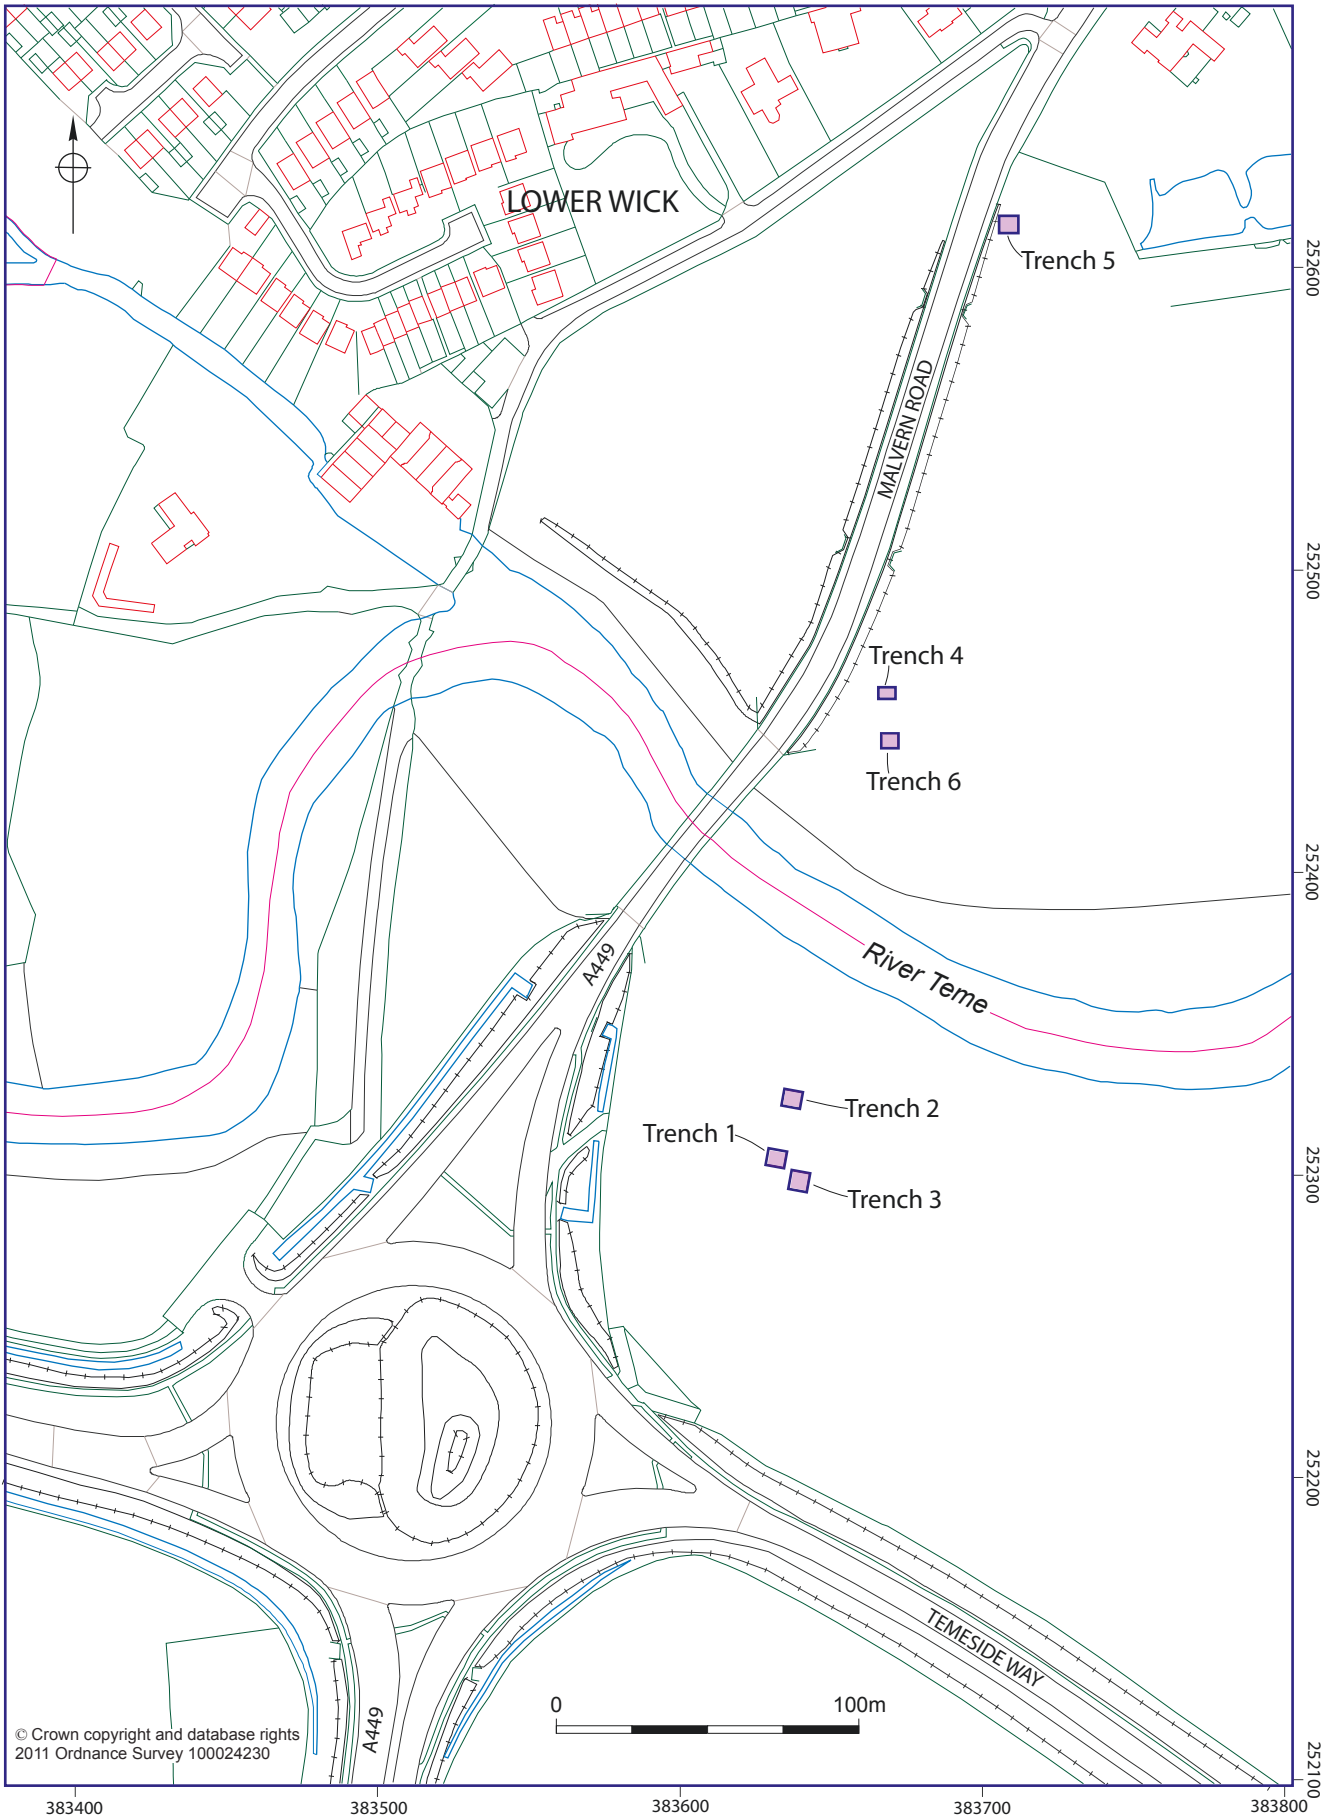 LOWER WICK
Trench 5
252600
MALVERN ROAD
252500
Trench 4
Trench 6
252400
A449
River Teme
Trench 2
Trench 1
Trench 3
252300
252200
TEMESIDE WAY
0 100m
A449
© Crown copyright and database rights
2011 Ordnance Survey 100024230
252100
383400 383500 383600 383700 383800